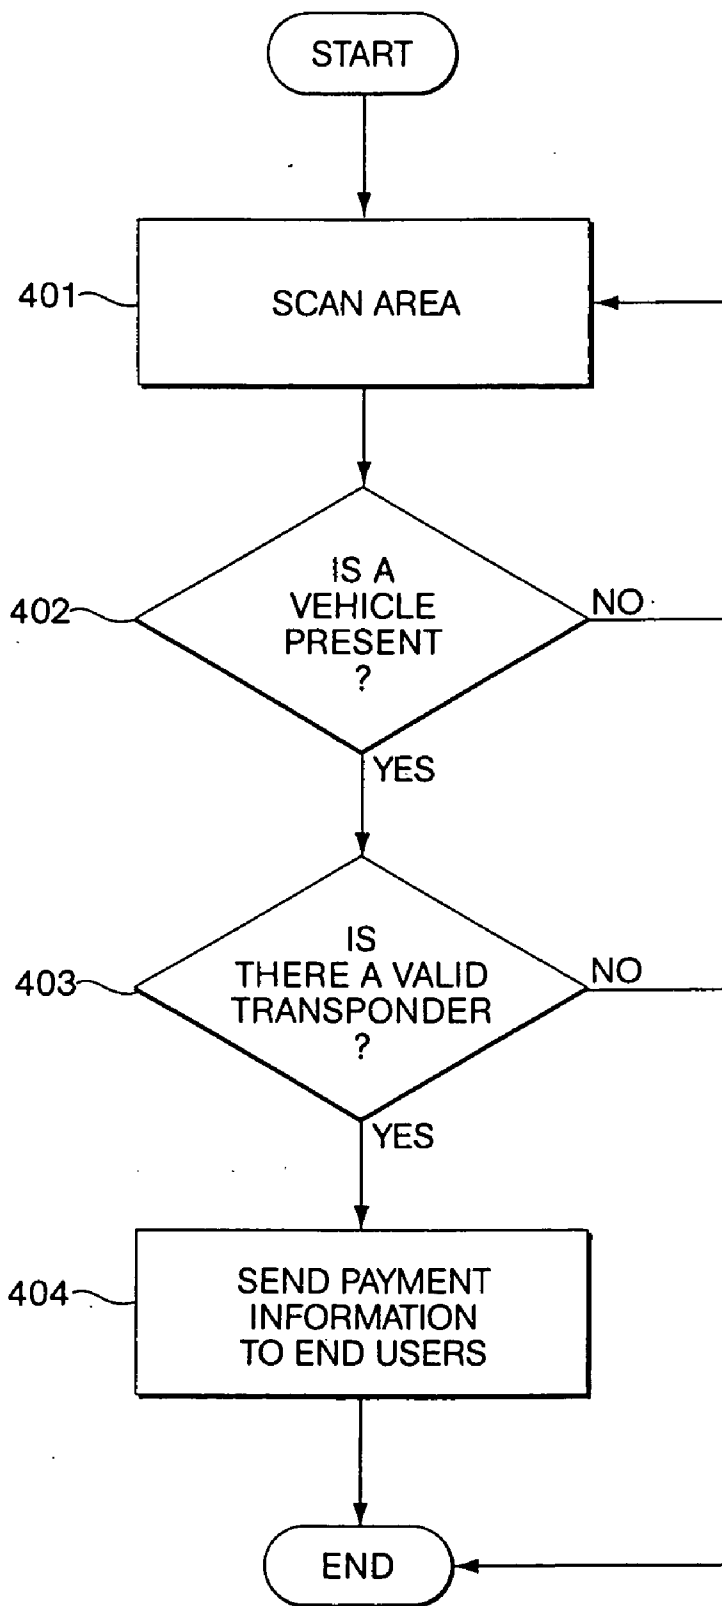 START
401
SCAN AREA
402
IS A
VEHICLE
PRESENT
?
NO
YES
403
IS
THERE A VALID
TRANSPONDER
?
NO
YES
404
SEND PAYMENT
INFORMATION
TO END USERS
END